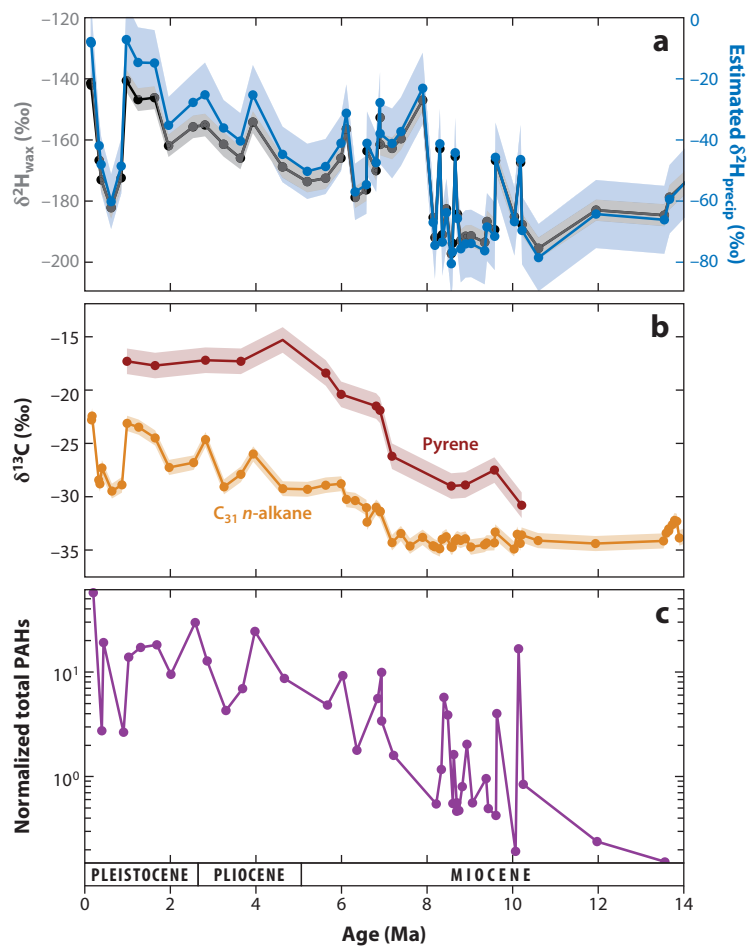 −120
−140
−160
−180
−200
δ²H_wax (‰)
a
0
−20
−40
−60
−80
Estimated δ²H_precip (‰)
b
−15
−20
−25
−30
−35
δ¹³C (‰)
Pyrene
C₃₁ n-alkane
c
10¹
10⁰
Normalized total PAHs
PLEISTOCENE PLIOCENE MIOCENE
0 2 4 6 8 10 12 14
Age (Ma)